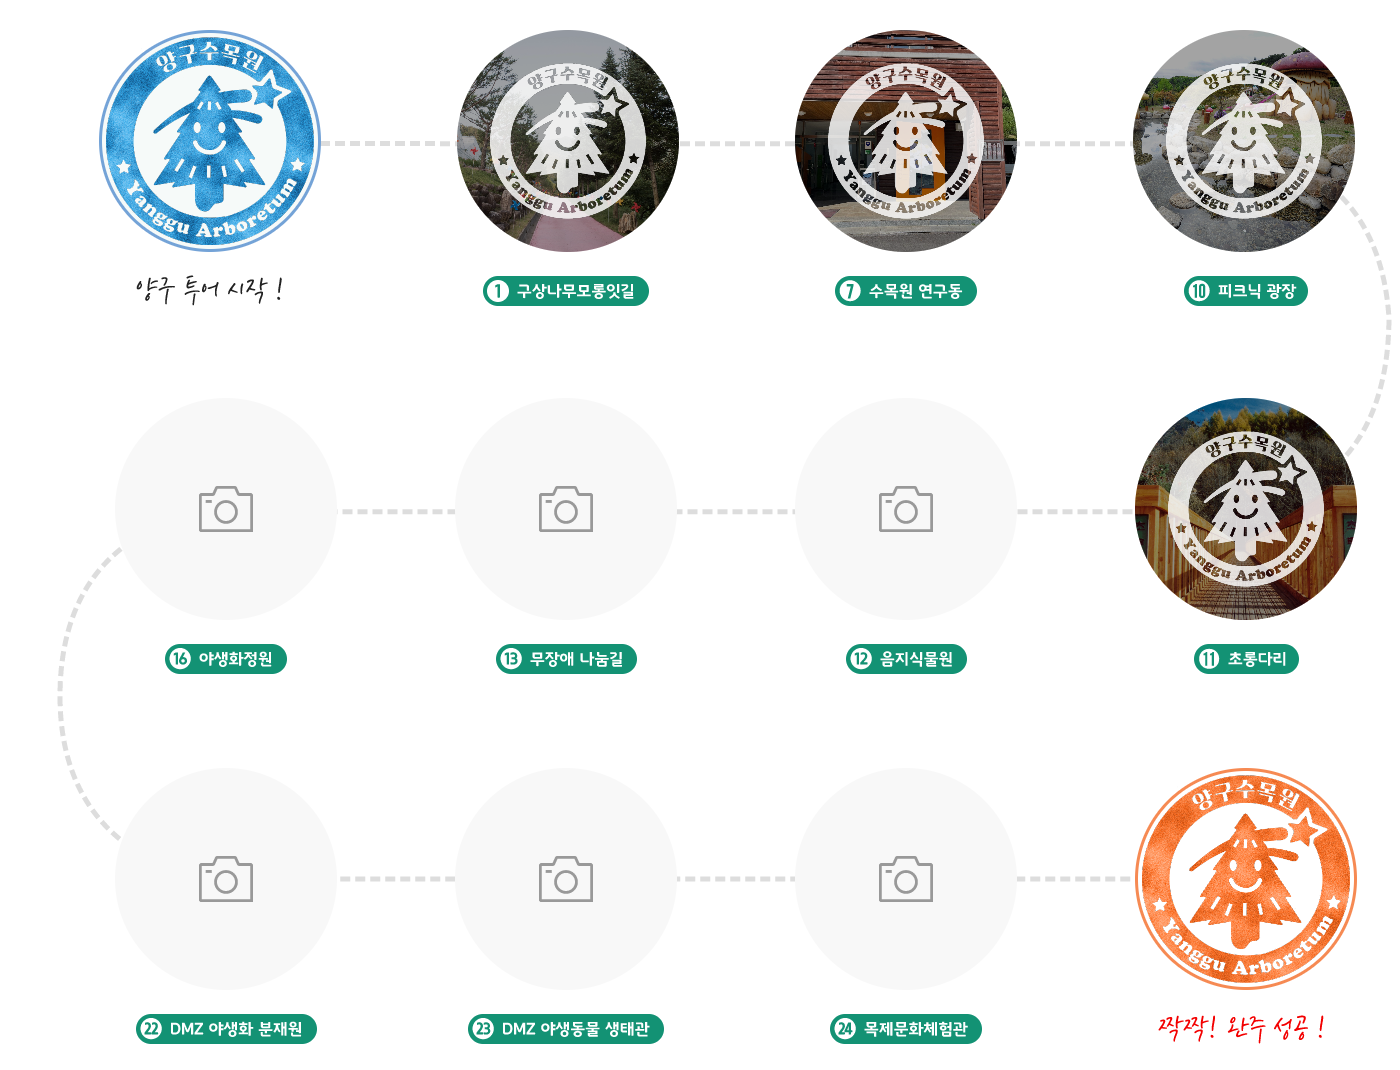 양구수목원
Yanggu Arboretum
양구 투어 시작 !
양구수목원
Yanggu Arboretum
1 구상나무모롱잇길
양구수목원
Yanggu Arboretum
7 수목원 연구동
양구수목원
Yanggu Arboretum
10 피크닉 광장
양구수목원
Yanggu Arboretum
11 초롱다리
12 음지식물원
13 무장애 나눔길
16 야생화정원
22 DMZ 야생화 분재원
23 DMZ 야생동물 생태관
24 목제문화체험관
양구수목원
Yanggu Arboretum
짝짝! 완주 성공 !